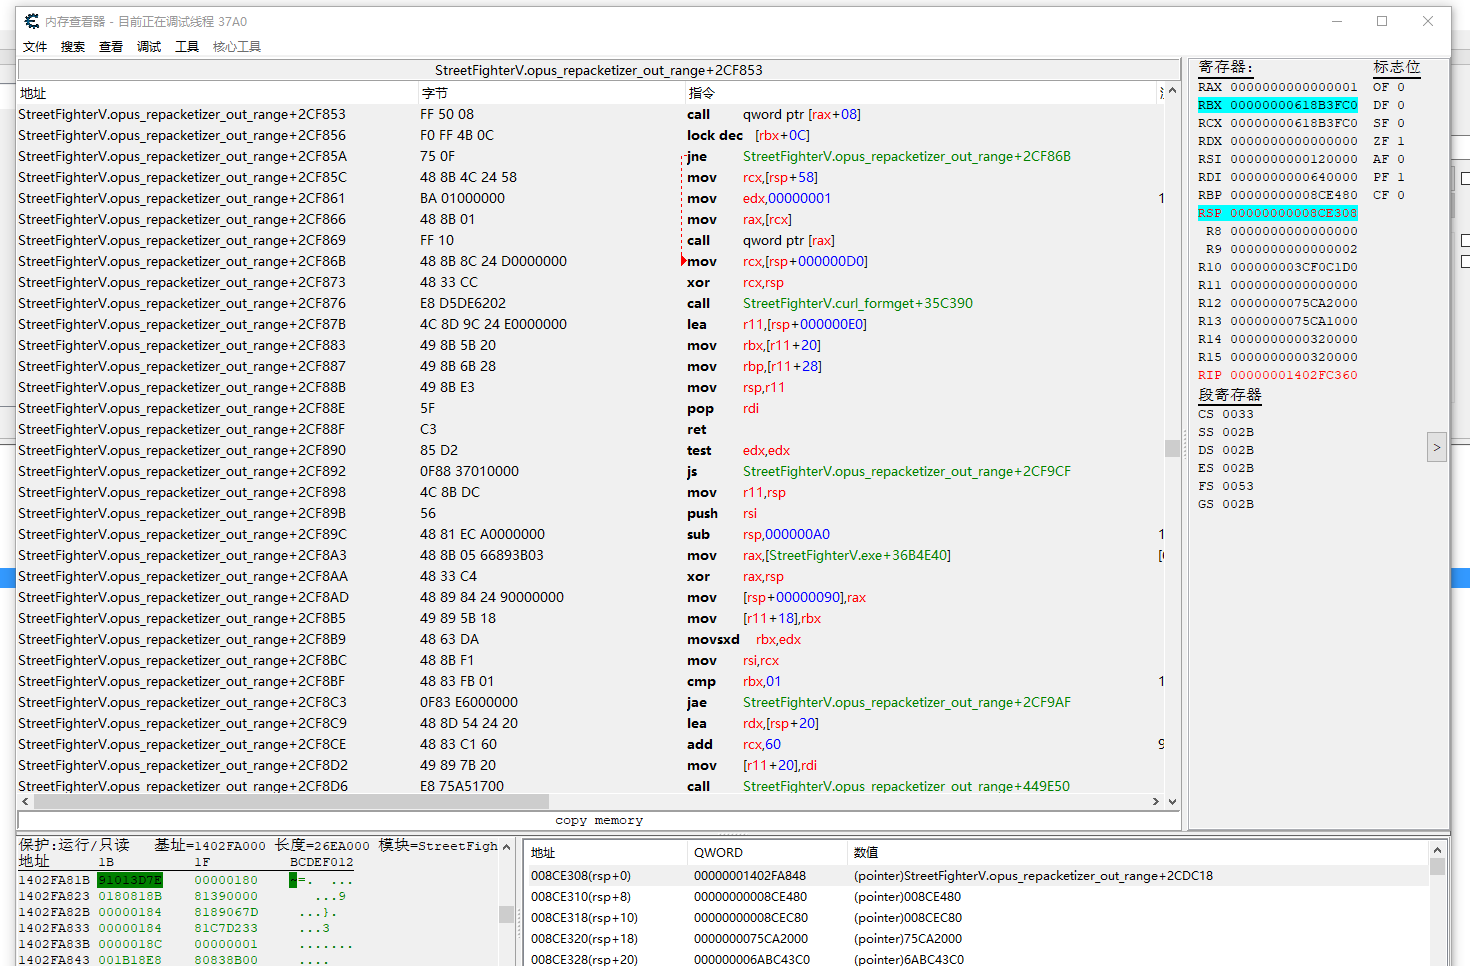 内存查看器 - 目前正在调试线程 37A0
文件 搜索 查看 调试 工具 核心工具
StreetFighterV.opus_repacketizer_out_range+2CF853
地址 字节 指令
StreetFighterV.opus_repacketizer_out_range+2CF853 FF 50 08 call qword ptr [rax+08]
StreetFighterV.opus_repacketizer_out_range+2CF856 F0 FF 4B 0C lock dec [rbx+0C]
StreetFighterV.opus_repacketizer_out_range+2CF85A 75 0F jne StreetFighterV.opus_repacketizer_out_range+2CF86B
StreetFighterV.opus_repacketizer_out_range+2CF85C 48 8B 4C 24 58 mov rcx,[rsp+58]
StreetFighterV.opus_repacketizer_out_range+2CF861 BA 01000000 mov edx,00000001 1
StreetFighterV.opus_repacketizer_out_range+2CF866 48 8B 01 mov rax,[rcx]
StreetFighterV.opus_repacketizer_out_range+2CF869 FF 10 call qword ptr [rax]
StreetFighterV.opus_repacketizer_out_range+2CF86B 48 8B 8C 24 D0000000 mov rcx,[rsp+000000D0]
StreetFighterV.opus_repacketizer_out_range+2CF873 48 33 CC xor rcx,rsp
StreetFighterV.opus_repacketizer_out_range+2CF876 E8 D5DE6202 call StreetFighterV.curl_formget+35C390
StreetFighterV.opus_repacketizer_out_range+2CF87B 4C 8D 9C 24 E0000000 lea r11,[rsp+000000E0]
StreetFighterV.opus_repacketizer_out_range+2CF883 49 8B 5B 20 mov rbx,[r11+20]
StreetFighterV.opus_repacketizer_out_range+2CF887 49 8B 6B 28 mov rbp,[r11+28]
StreetFighterV.opus_repacketizer_out_range+2CF88B 49 8B E3 mov rsp,r11
StreetFighterV.opus_repacketizer_out_range+2CF88E 5F pop rdi
StreetFighterV.opus_repacketizer_out_range+2CF88F C3 ret
StreetFighterV.opus_repacketizer_out_range+2CF890 85 D2 test edx,edx
StreetFighterV.opus_repacketizer_out_range+2CF892 0F88 37010000 js StreetFighterV.opus_repacketizer_out_range+2CF9CF
StreetFighterV.opus_repacketizer_out_range+2CF898 4C 8B DC mov r11,rsp
StreetFighterV.opus_repacketizer_out_range+2CF89B 56 push rsi
StreetFighterV.opus_repacketizer_out_range+2CF89C 48 81 EC A0000000 sub rsp,000000A0 1
StreetFighterV.opus_repacketizer_out_range+2CF8A3 48 8B 05 66893B03 mov rax,[StreetFighterV.exe+36B4E40]
StreetFighterV.opus_repacketizer_out_range+2CF8AA 48 33 C4 xor rax,rsp
StreetFighterV.opus_repacketizer_out_range+2CF8AD 48 89 84 24 90000000 mov [rsp+00000090],rax
StreetFighterV.opus_repacketizer_out_range+2CF8B5 49 89 5B 18 mov [r11+18],rbx
StreetFighterV.opus_repacketizer_out_range+2CF8B9 48 63 DA movsxd rbx,edx
StreetFighterV.opus_repacketizer_out_range+2CF8BC 48 8B F1 mov rsi,rcx
StreetFighterV.opus_repacketizer_out_range+2CF8BF 48 83 FB 01 cmp rbx,01 1
StreetFighterV.opus_repacketizer_out_range+2CF8C3 0F83 E6000000 jae StreetFighterV.opus_repacketizer_out_range+2CF9AF
StreetFighterV.opus_repacketizer_out_range+2CF8C9 48 8D 54 24 20 lea rdx,[rsp+20]
StreetFighterV.opus_repacketizer_out_range+2CF8CE 48 83 C1 60 add rcx,60 9
StreetFighterV.opus_repacketizer_out_range+2CF8D2 49 89 7B 20 mov [r11+20],rdi
StreetFighterV.opus_repacketizer_out_range+2CF8D6 E8 75A51700 call StreetFighterV.opus_repacketizer_out_range+449E50
copy memory
寄存器: 标志位
RAX 0000000000000001 OF 0
RBX 00000000618B3FC0 DF 0
RCX 00000000618B3FC0 SF 0
RDX 0000000000000000 ZF 1
RSI 0000000000120000 AF 0
RDI 0000000000640000 PF 1
RBP 00000000008CE480 CF 0
RSP 00000000008CE308
R8 0000000000000000
R9 0000000000000002
R10 000000003CF0C1D0
R11 0000000000000000
R12 0000000075CA2000
R13 0000000075CA1000
R14 0000000000320000
R15 0000000000320000
RIP 00000001402FC360
段寄存器
CS 0033
SS 002B
DS 002B
ES 002B
FS 0053
GS 002B
>
保护:运行/只读 基址=1402FA000 长度=26EA000 模块=StreetFigh
地址 1B 1F BCDEF012
1402FA81B 91013D7E 00000180 ~=. ...
1402FA823 0180818B 81390000 ...9
1402FA82B 00000184 8189067D ...}.
1402FA833 00000184 81C7D233 ...3
1402FA83B 0000018C 00000001 .......
1402FA843 001B18E8 80838B00 ....
地址 QWORD 数值
008CE308(rsp+0) 00000001402FA848 (pointer)StreetFighterV.opus_repacketizer_out_range+2CDC18
008CE310(rsp+8) 00000000008CE480 (pointer)008CE480
008CE318(rsp+10) 00000000008CEC80 (pointer)008CEC80
008CE320(rsp+18) 0000000075CA2000 (pointer)75CA2000
008CE328(rsp+20) 000000006ABC43C0 (pointer)6ABC43C0